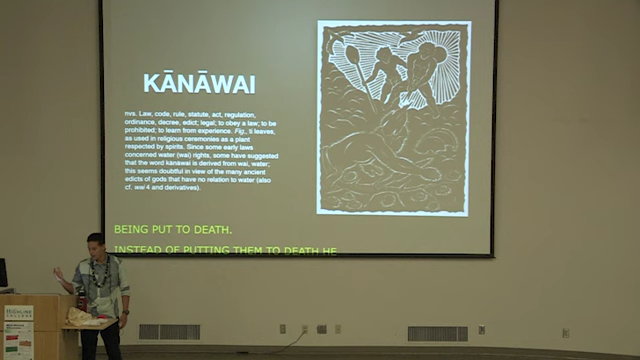 KĀNĀWAI
nvs. Law, code, rule, statute, act, regulation,
ordinance, decree, edict; legal; to obey a law; to be
prohibited; to learn from experience. Fig., ti leaves,
as used in religious ceremonies as a plant
respected by spirits. Since some early laws
concerned water (wai) rights, some have suggested
that the word kānāwai is derived from wai, water;
this seems doubtful in view of the many ancient
edicts of gods that have no relation to water (also
cf. wai 4 and derivatives).
BEING PUT TO DEATH.
INSTEAD OF PUTTING THEM TO DEATH HE
HIGHLINE
COLLEGE